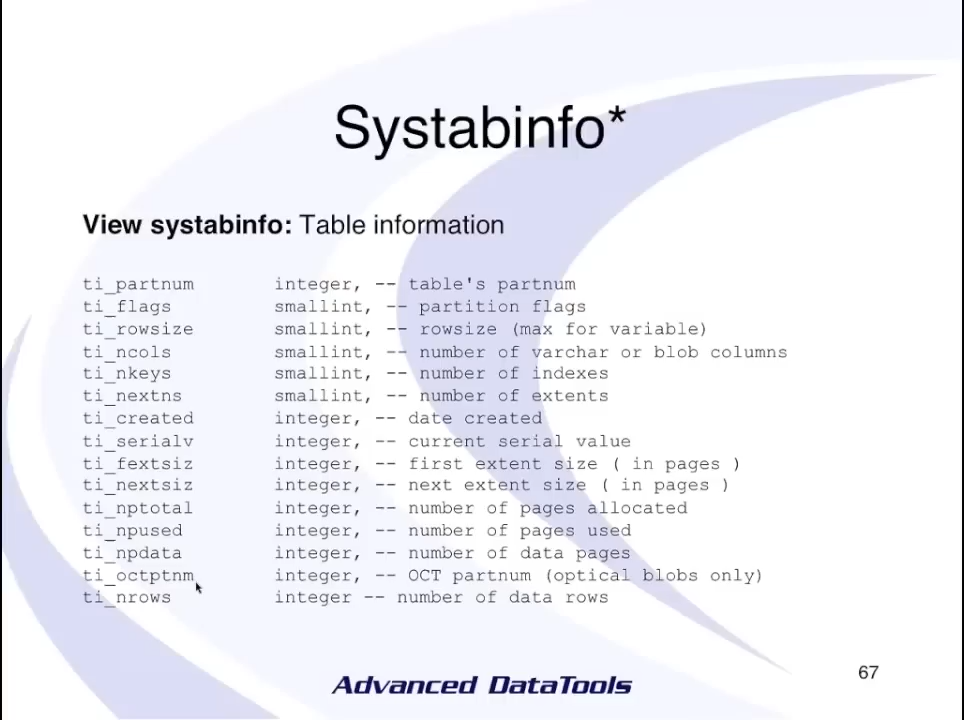 Systabinfo*
View systabinfo: Table information
ti_partnum integer, -- table's partnum
ti_flags smallint, -- partition flags
ti_rowsize smallint, -- rowsize (max for variable)
ti_ncols smallint, -- number of varchar or blob columns
ti_nkeys smallint, -- number of indexes
ti_nextns smallint, -- number of extents
ti_created integer, -- date created
ti_serialv integer, -- current serial value
ti_fextsiz integer, -- first extent size ( in pages )
ti_nextsiz integer, -- next extent size ( in pages )
ti_nptotal integer, -- number of pages allocated
ti_npused integer, -- number of pages used
ti_npdata integer, -- number of data pages
ti_octptnm integer, -- OCT partnum (optical blobs only)
ti_nrows integer -- number of data rows
67
Advanced DataTools